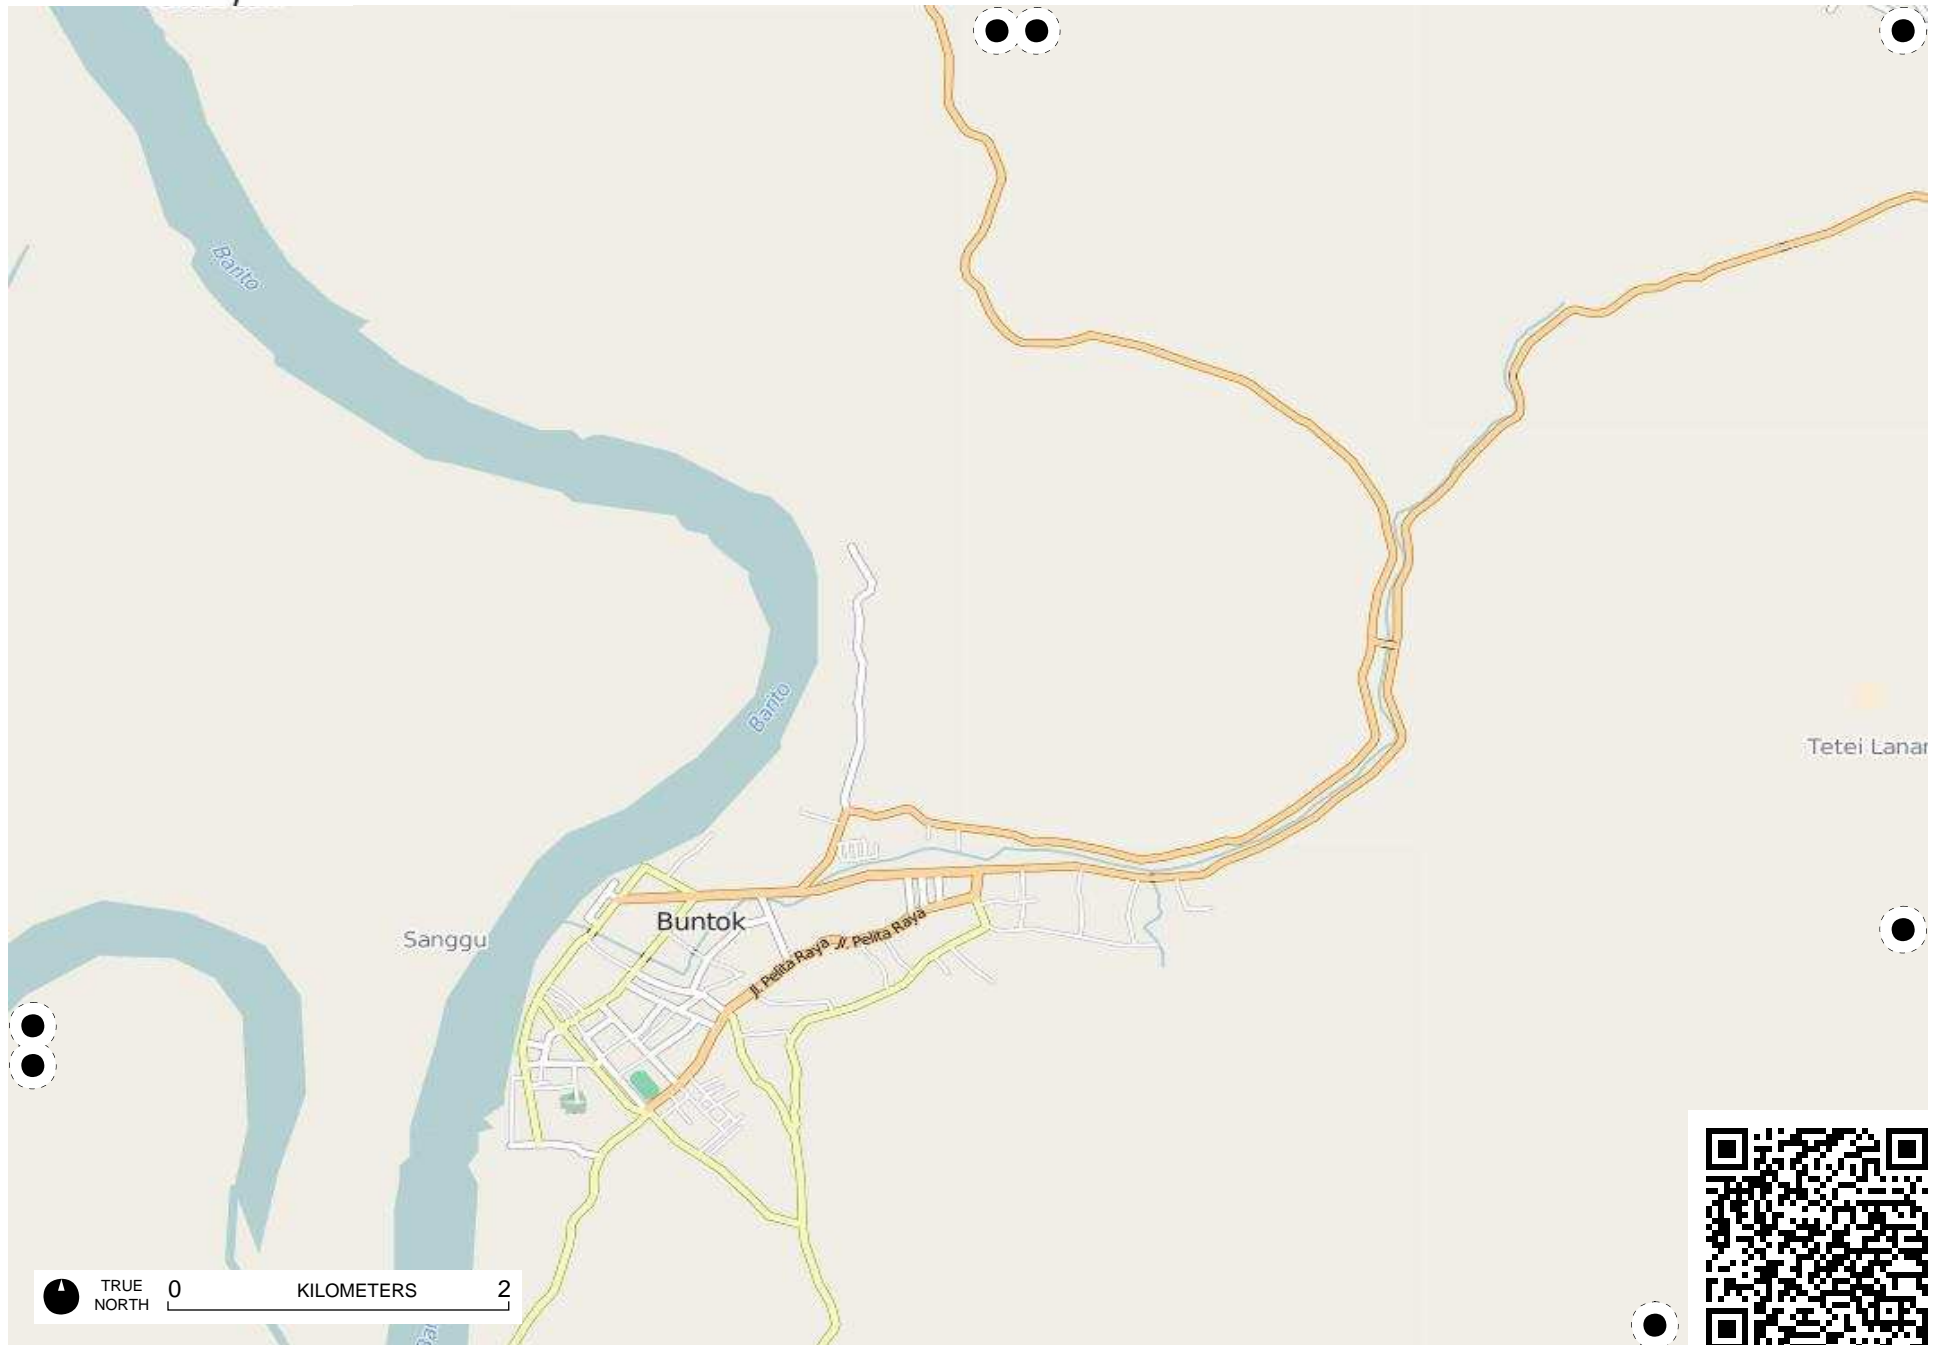 Barito
Barito
Tetei Lanan
Buntok
Sanggu
Jl. Pelita Raya
Jl. Pelita Raya
TRUE
NORTH
0
KILOMETERS
2